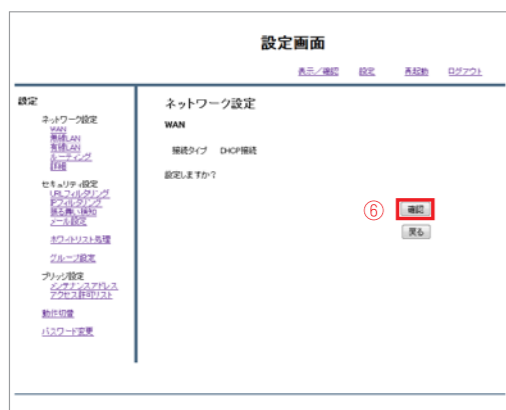 設定画面
表示／確認 設定 再起動 ログアウト
設定
ネットワーク設定
WAN
無線LAN
有線LAN
ルーティング
詳細
セキュリティ設定
URLフィルタリング
IPフィルタリング
振る舞い検知
メール設定
ホワイトリスト処理
グループ設定
ブリッジ設定
メンテナンスアドレス
アクセス許可リスト
動作切替
パスワード変更
ネットワーク設定
WAN
接続タイプ DHCP接続
設定しますか？
⑥ 確認
戻る